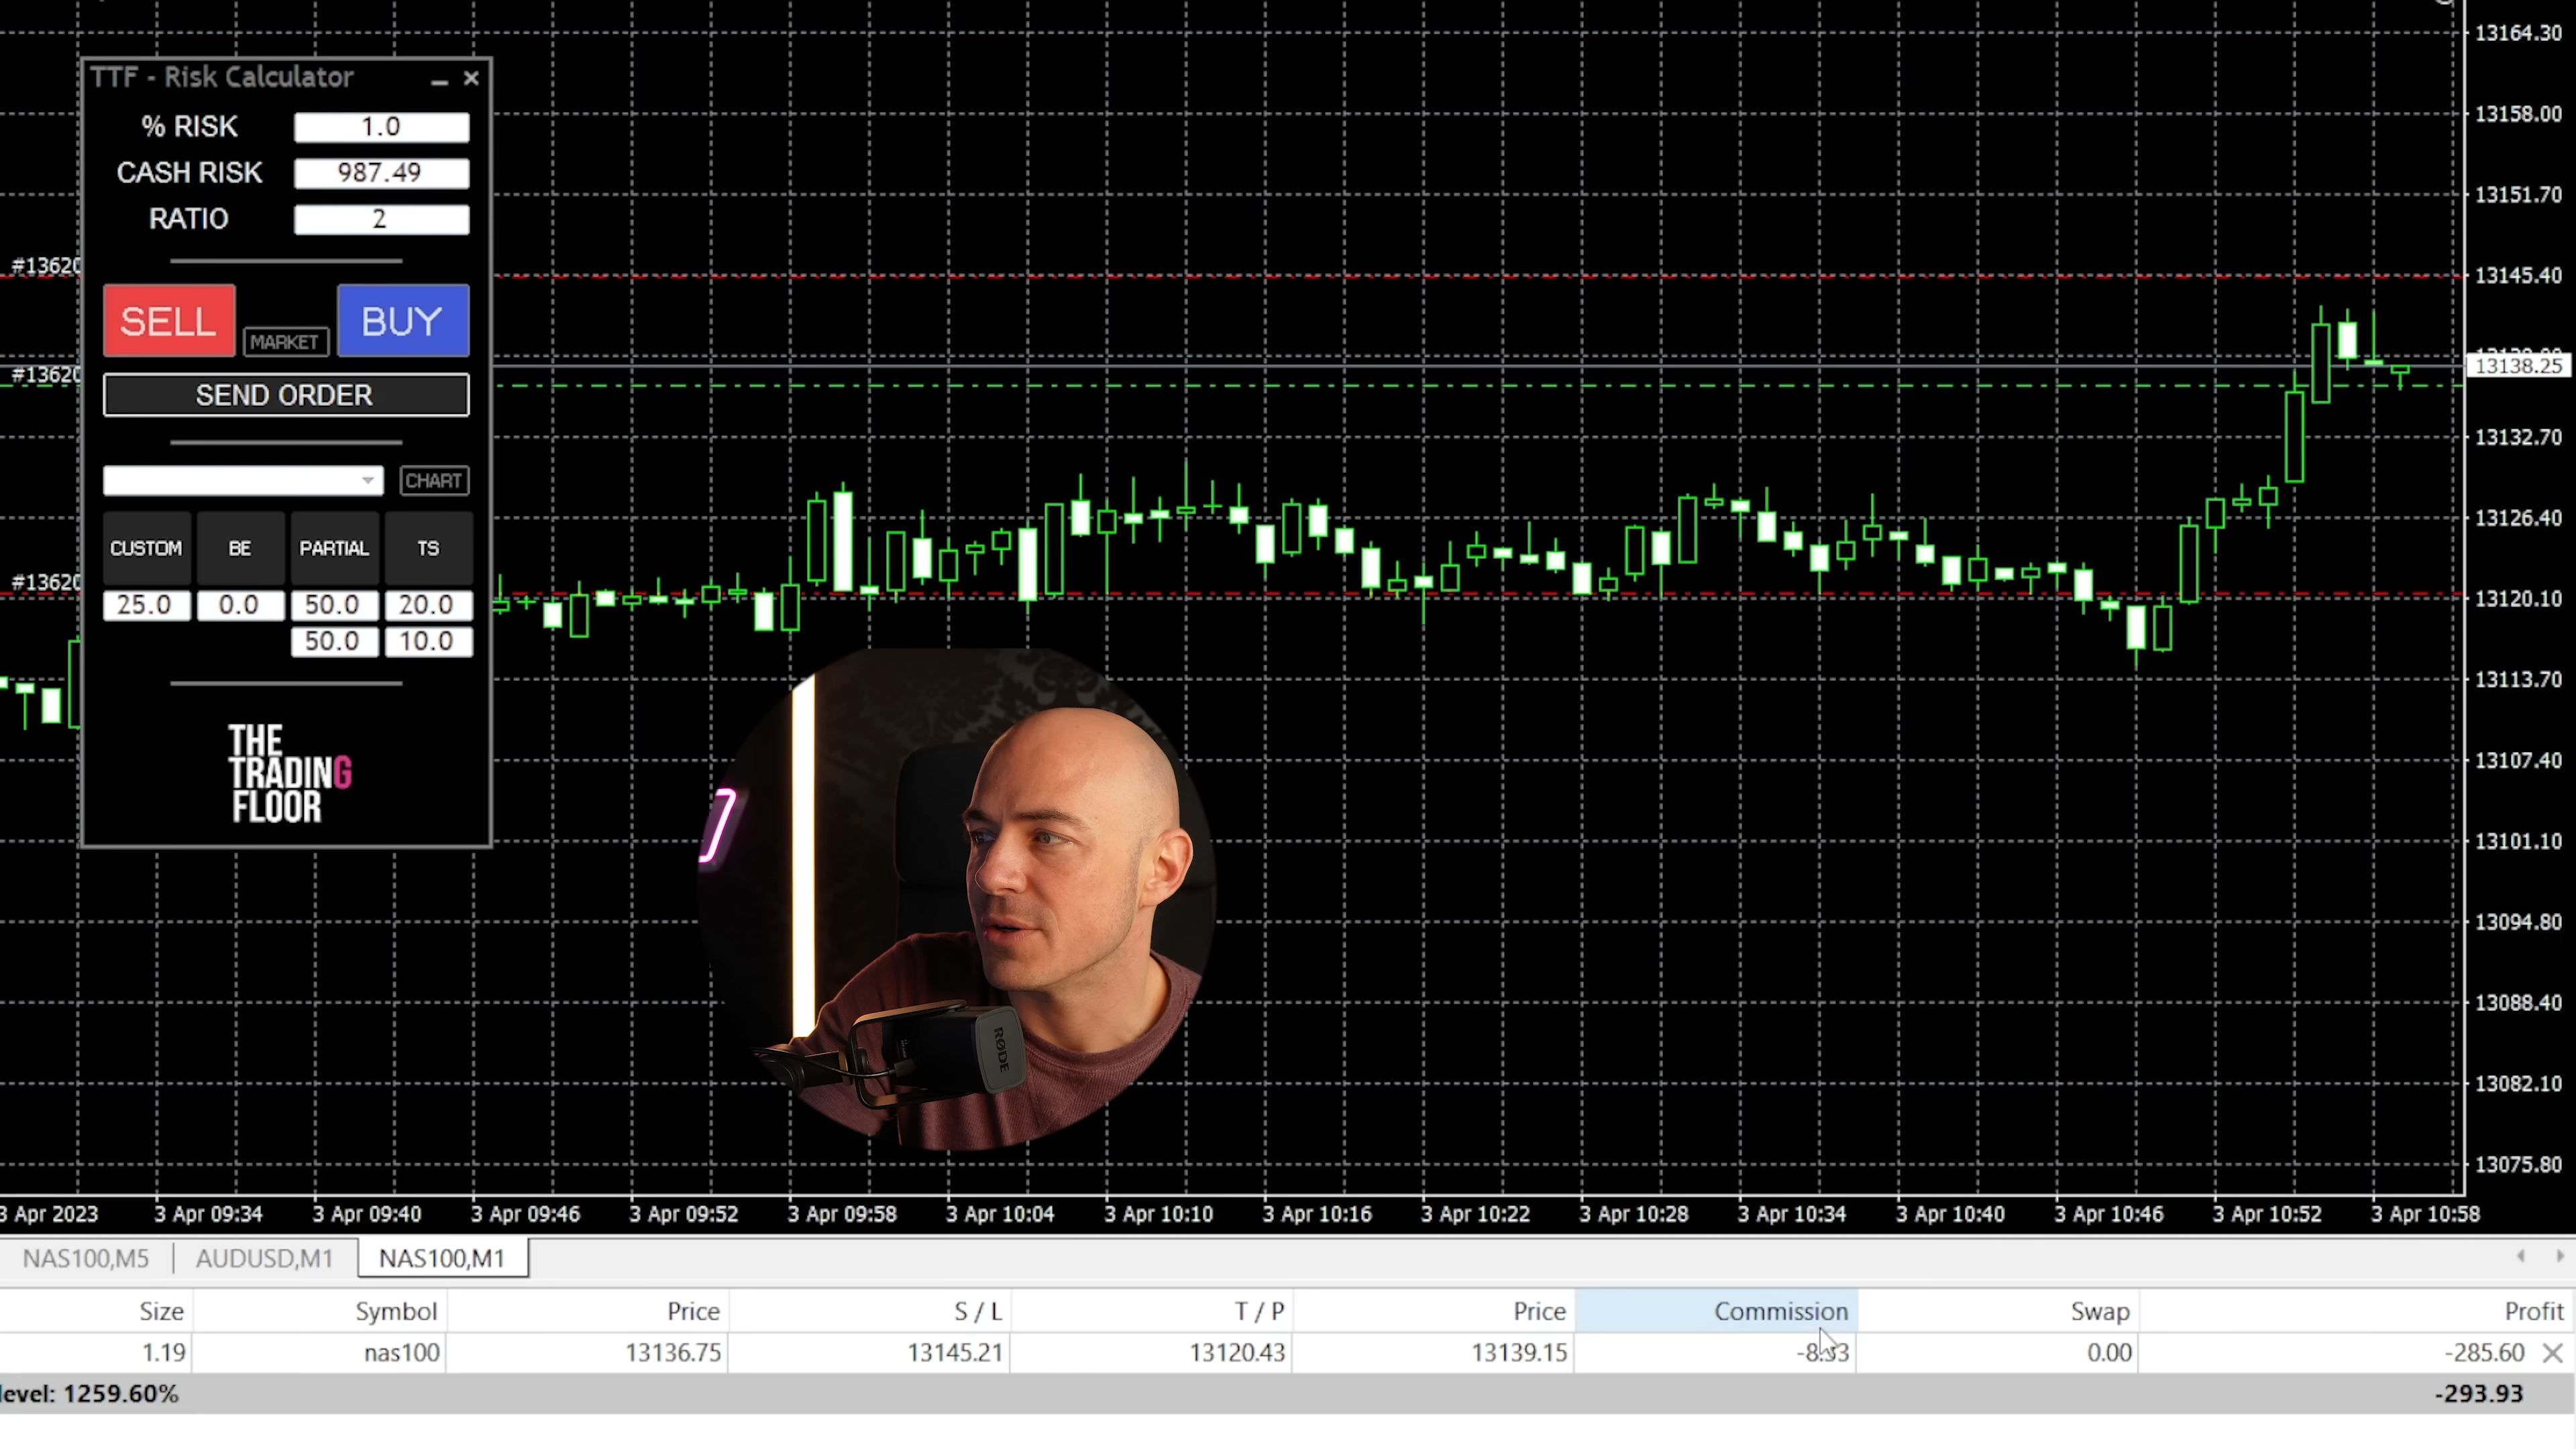 13164.30
TTF - Risk Calculator
% RISK 1.0
13158.00
CASH RISK 987.49
13151.70
RATIO 2
#13620
13145.40
SELL MARKET BUY
13138.25
#13620
SEND ORDER
13132.70
CHART
13126.40
CUSTOM BE PARTIAL TS
#13620
25.0 0.0 50.0 20.0
13120.10
50.0 10.0
13113.70
THE
TRADING
FLOOR
13107.40
13101.10
13094.80
13088.40
RØDE
13082.10
13075.80
3 Apr 2023 3 Apr 09:34 3 Apr 09:40 3 Apr 09:46 3 Apr 09:52 3 Apr 09:58 3 Apr 10:04 3 Apr 10:10 3 Apr 10:16 3 Apr 10:22 3 Apr 10:28 3 Apr 10:34 3 Apr 10:40 3 Apr 10:46 3 Apr 10:52 3 Apr 10:58
NAS100,M5 AUDUSD,M1 NAS100,M1
Size Symbol Price S / L T / P Price Commission Swap Profit
1.19 nas100 13136.75 13145.21 13120.43 13139.15 -8.33 0.00 -285.60
level: 1259.60% -293.93